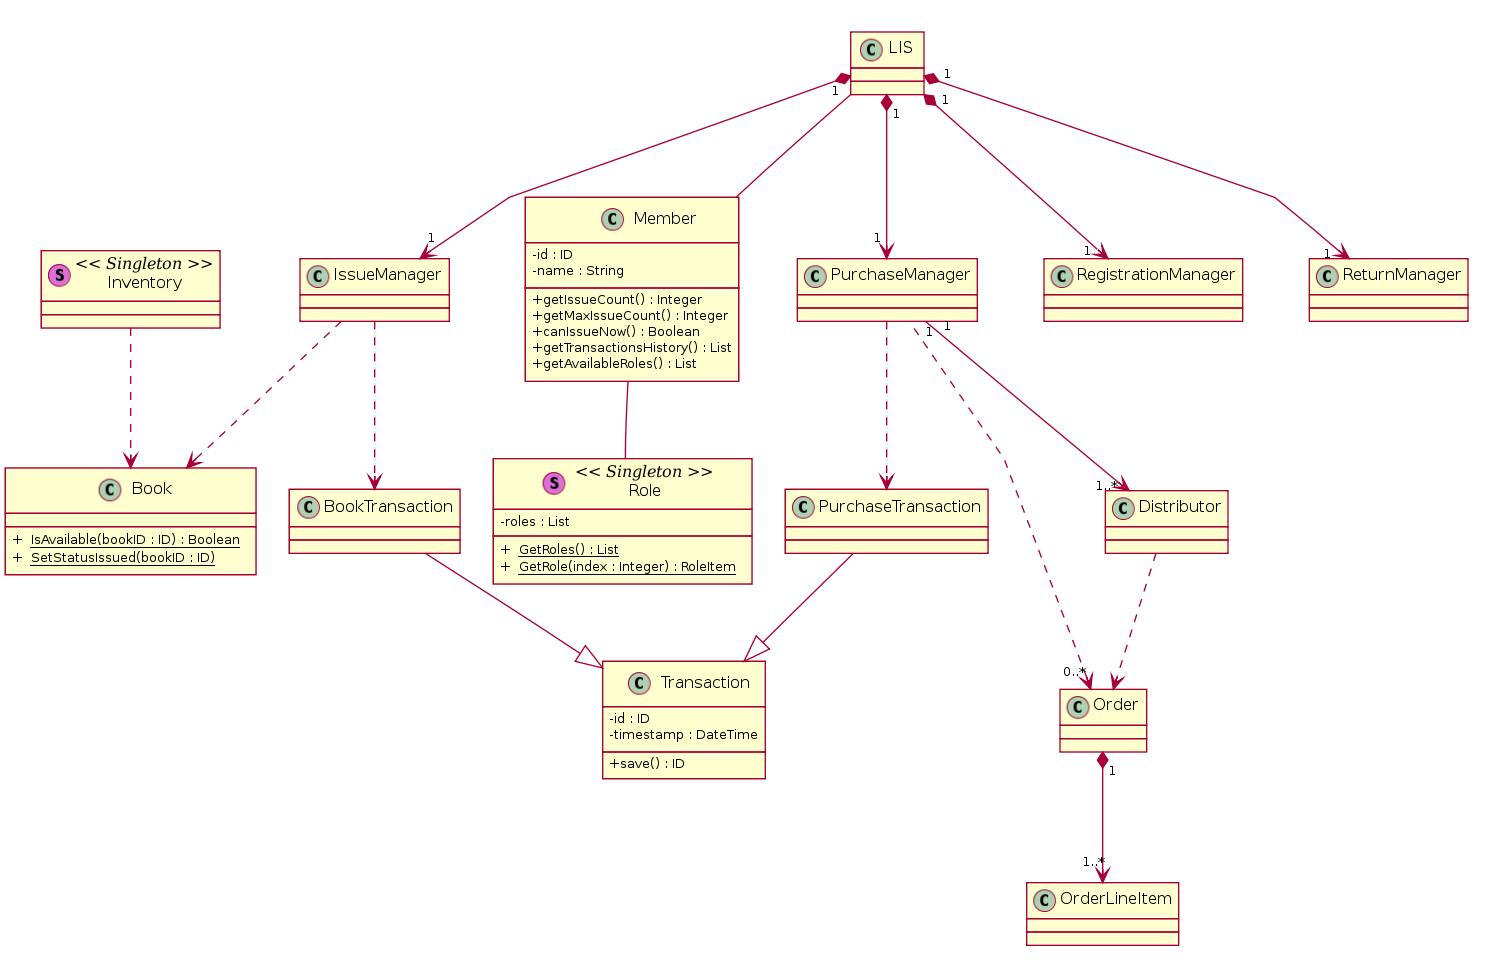 C LIS
1
1
1
1
1
1
1
1
S << Singleton >>
Inventory
C IssueManager
C Member
-id : ID
-name : String
+getIssueCount() : Integer
+getMaxIssueCount() : Integer
+canIssueNow() : Boolean
+getTransactionsHistory() : List
+getAvailableRoles() : List
C PurchaseManager
C RegistrationManager
C ReturnManager
1
1
C Book
+ IsAvailable(bookID : ID) : Boolean
+ SetStatusIssued(bookID : ID)
C BookTransaction
S << Singleton >>
Role
-roles : List
+ GetRoles() : List
+ GetRole(index : Integer) : RoleItem
C PurchaseTransaction
1..*
C Distributor
C Transaction
-id : ID
-timestamp : DateTime
+save() : ID
0..*
C Order
1
1..*
C OrderLineItem